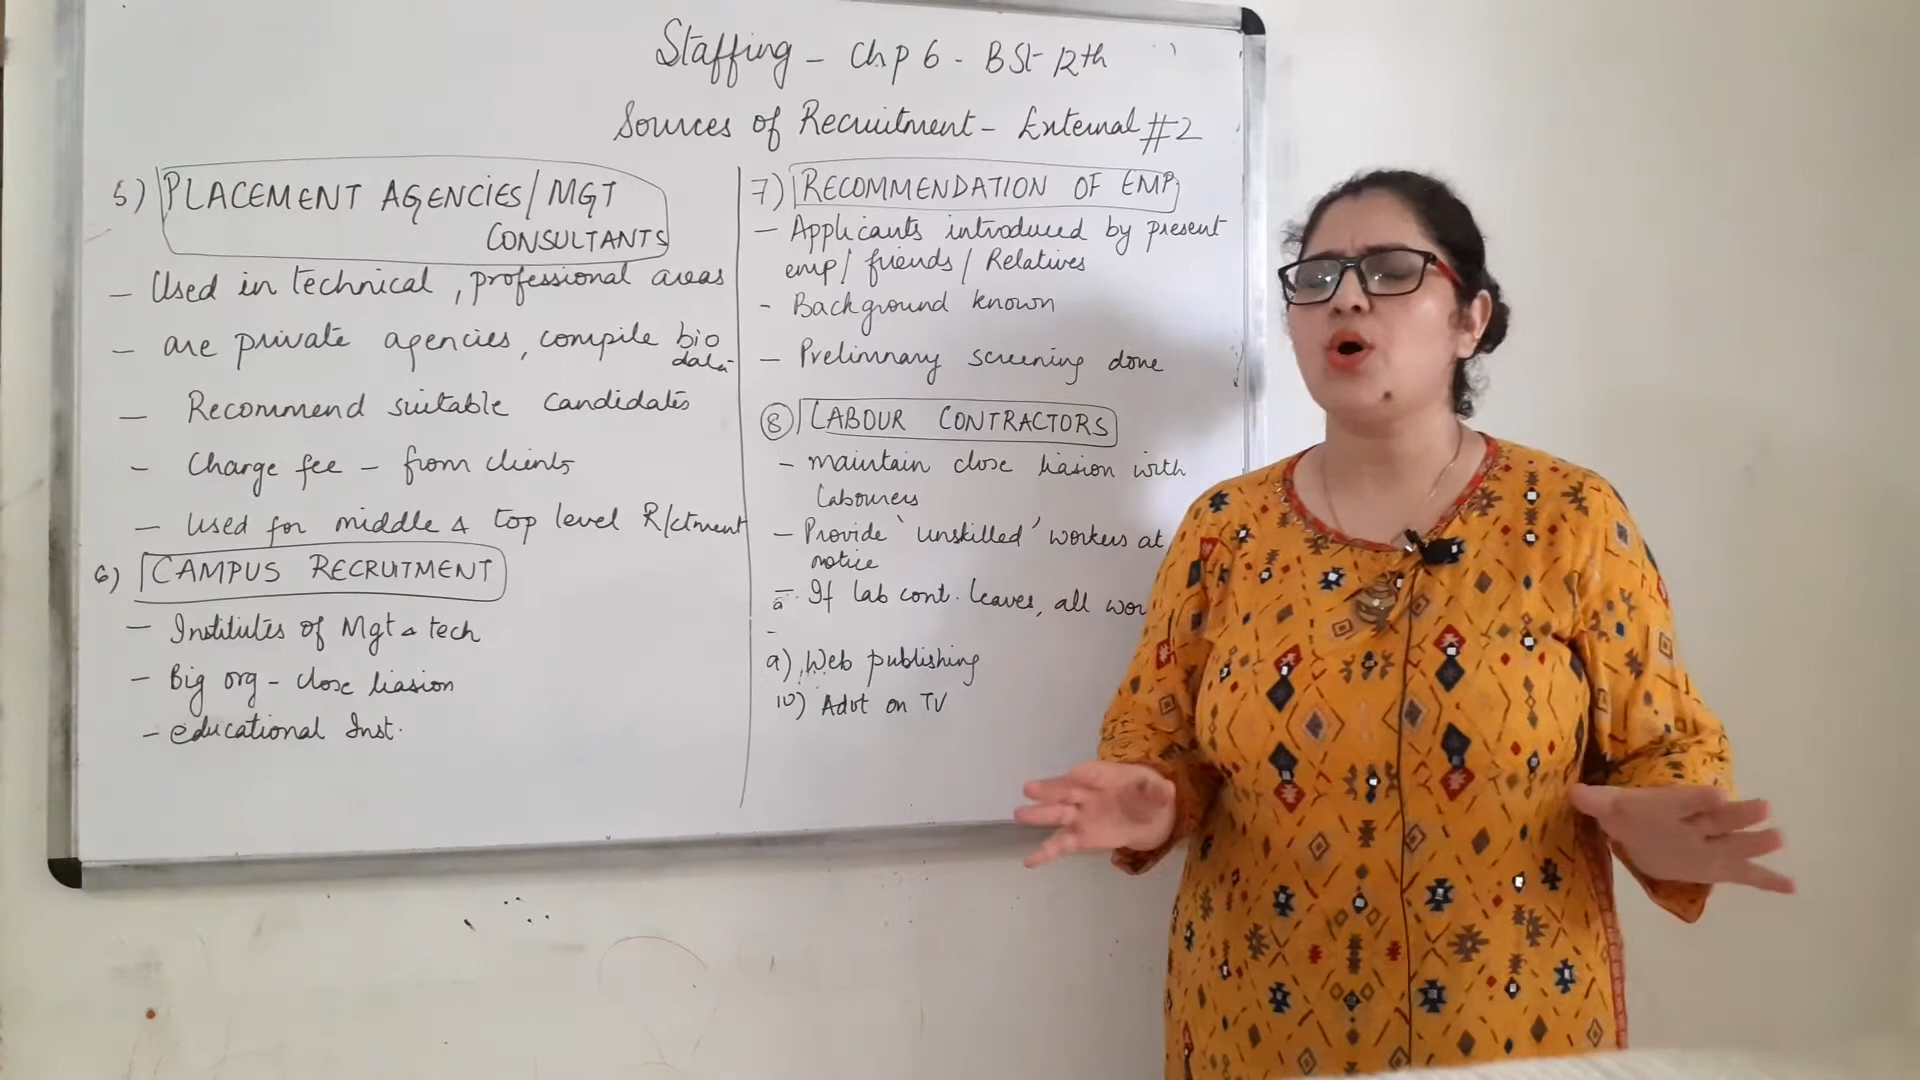 Staffing - Chp 6 - BSt 12th
Sources of Recruitment - External #2
5) PLACEMENT AGENCIES/MGT
CONSULTANTS
- Used in technical, professional areas
- are private agencies, compile bio
data
- Recommend suitable candidates
- Charge fee - from clients
- Used for middle & top level R/ctment
6) CAMPUS RECRUTMENT
- Institutes of Mgt & tech
- Big org - close liasion
- educational Inst.
7) RECOMMENDATION OF EMP
- Applicants introduced by present
emp/ friends / Relatives
- Background known
- Prelimnary screening done
8) LABOUR CONTRACTORS
- maintain close liasion with
Labourers
- Provide 'unskilled' workers at
notice
- If lab cont. leaves, all wor
9) Web publishing
10) Advt on TV